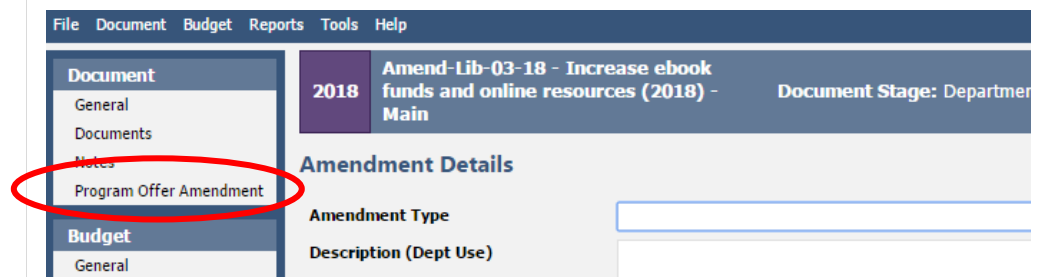 File Document Budget Reports Tools Help
Document
General
Documents
Notes
Program Offer Amendment
Budget
General
2018
Amend-Lib-03-18 - Increase ebook
funds and online resources (2018) -
Main
Document Stage: Departmen
Amendment Details
Amendment Type
Description (Dept Use)